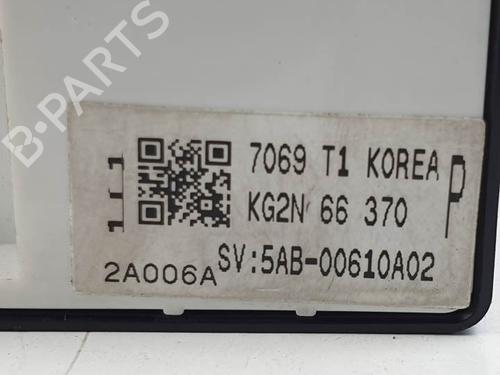 B-PARTS
7069 T1 KOREA
KG2N 66 370
SV:5AB-00610A02
2A006A